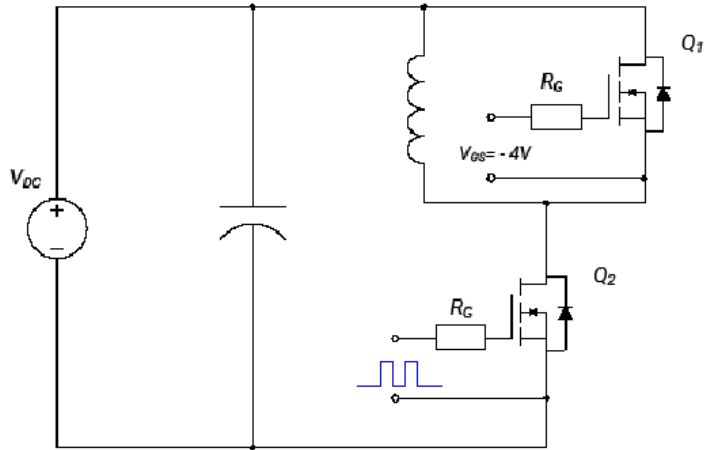 Q1
RG
VGS= - 4V
VDC
+
Q2
RG